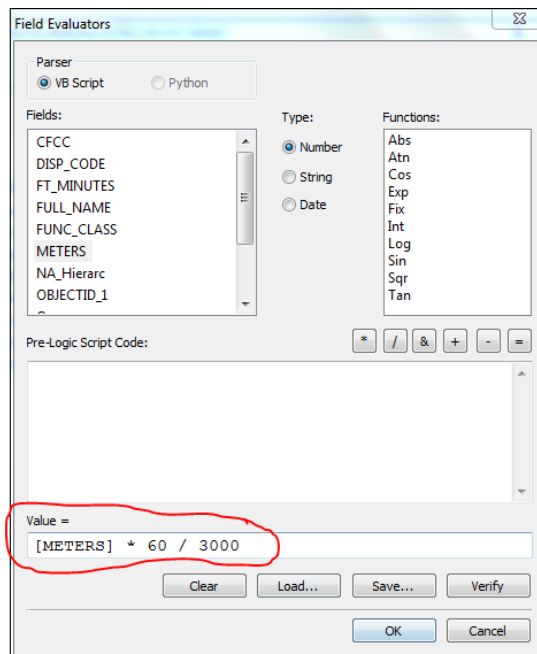 Field Evaluators
Parser
VB Script Python
Fields: Type: Functions:
CFCC
DISP_CODE
FT_MINUTES
FULL_NAME
FUNC_CLASS
METERS
NA_Hierarc
OBJECTID_1
Number
String
Date
Abs
Atn
Cos
Exp
Fix
Int
Log
Sin
Sqr
Tan
Pre-Logic Script Code: * / & + - =
Value =
[METERS] * 60 / 3000
Clear Load... Save... Verify
OK Cancel